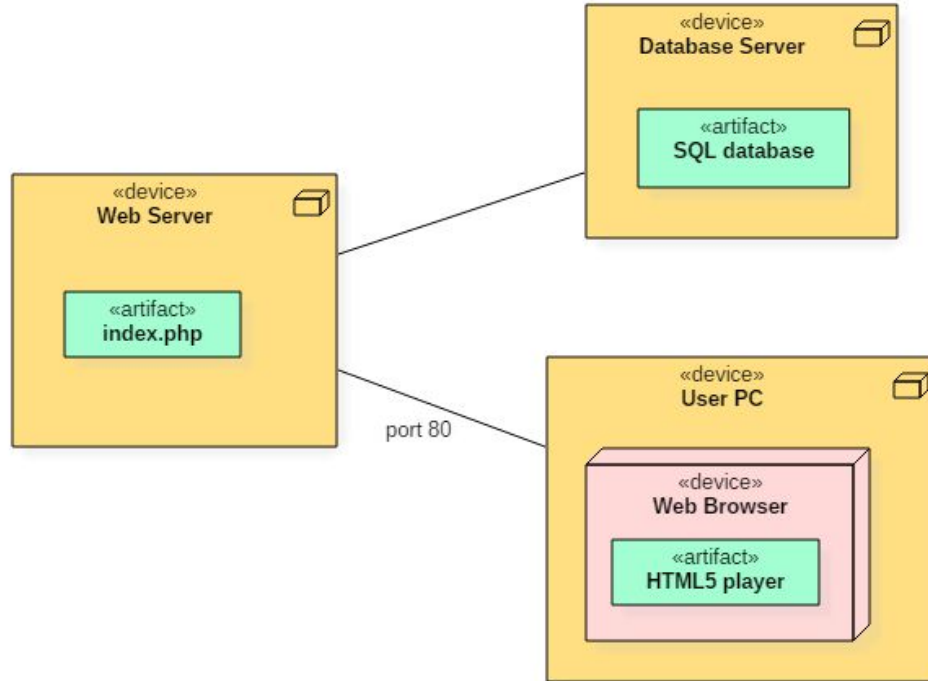 «device»
Database Server
«artifact»
SQL database
«device»
Web Server
«artifact»
index.php
port 80
«device»
User PC
«device»
Web Browser
«artifact»
HTML5 player